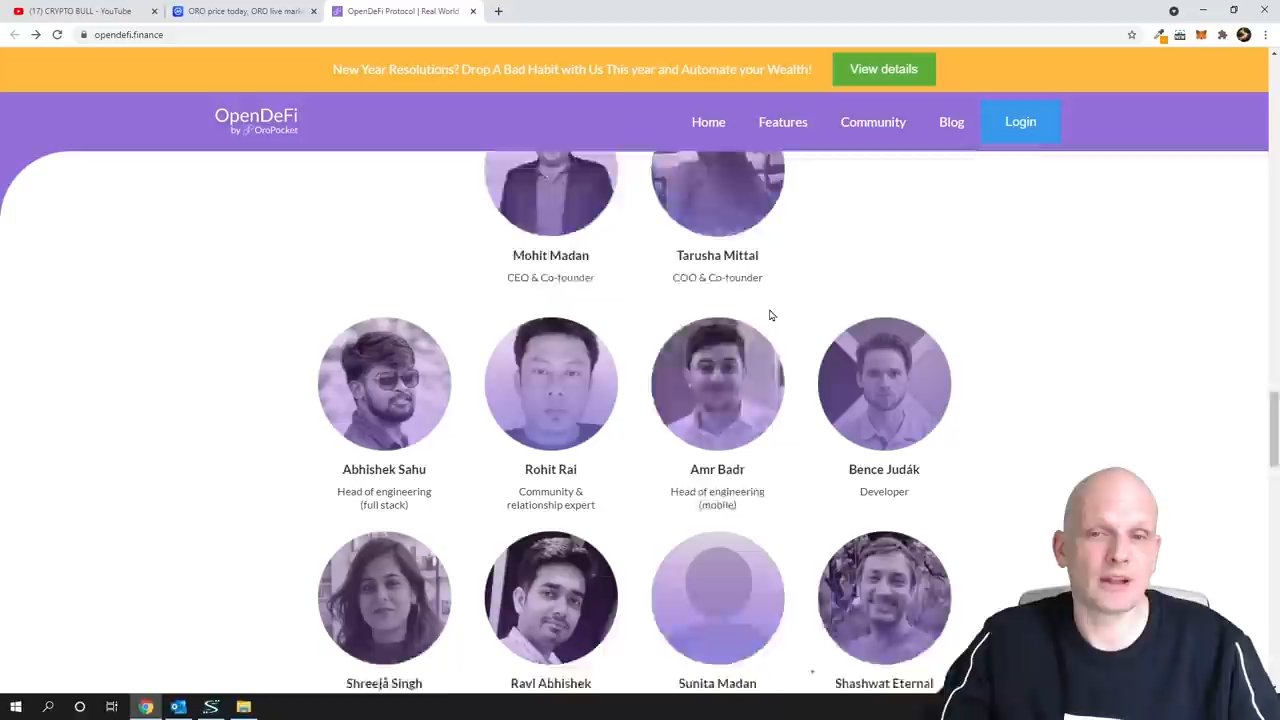 (17) CRYPTO BULL - YouTube
ORO price today, ORO live mark
OpenDeFi Protocol | Real World
opendefi.finance
New Year Resolutions? Drop A Bad Habit with Us This year and Automate your Wealth!
View details
OpenDeFi
by OroPocket
Home
Features
Community
Blog
Login
Mohit Madan
Tarusha Mittal
CEO & Co-founder
COO & Co-founder
Abhishek Sahu
Rohit Rai
Amr Badr
Bence Judák
Head of engineering
(full stack)
Community &
relationship expert
Head of engineering
(mobile)
Developer
Shreeja Singh
Ravi Abhishek
Sunita Madan
Shashwat Eternal